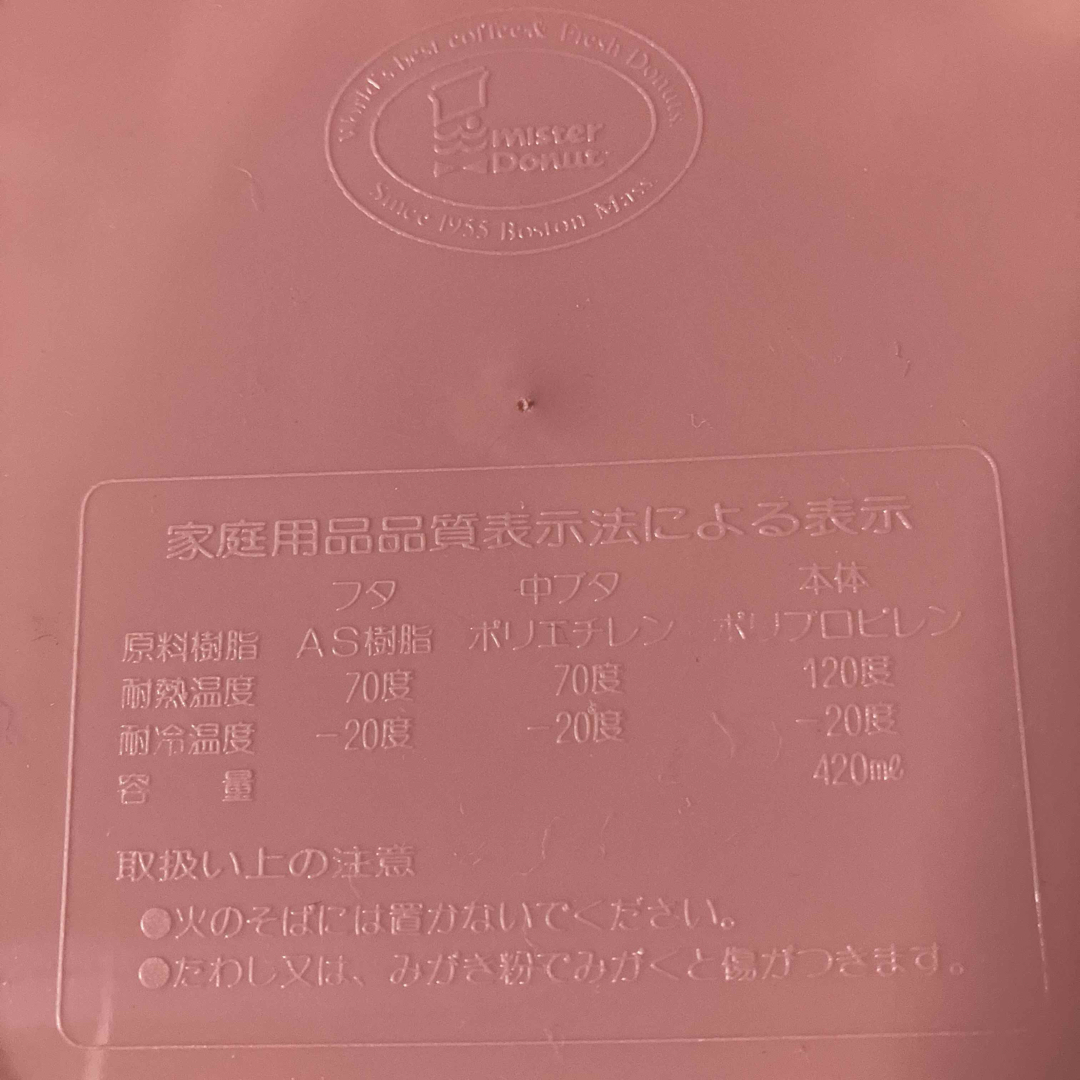 World's best coffee & Fresh Donuts.
mister
Donut
Since 1955 Boston Mass.
家庭用品品質表示法による表示
フタ 中ブタ 本体
原料樹脂 AS樹脂 ポリエチレン ポリプロピレン
耐熱温度 70度 70度 120度
耐冷温度 -20度 -20度 -20度
容量 420ml
取扱い上の注意
●火のそばには置かないでください。
●たわし又は、みがき粉でみがくと傷がつきます。